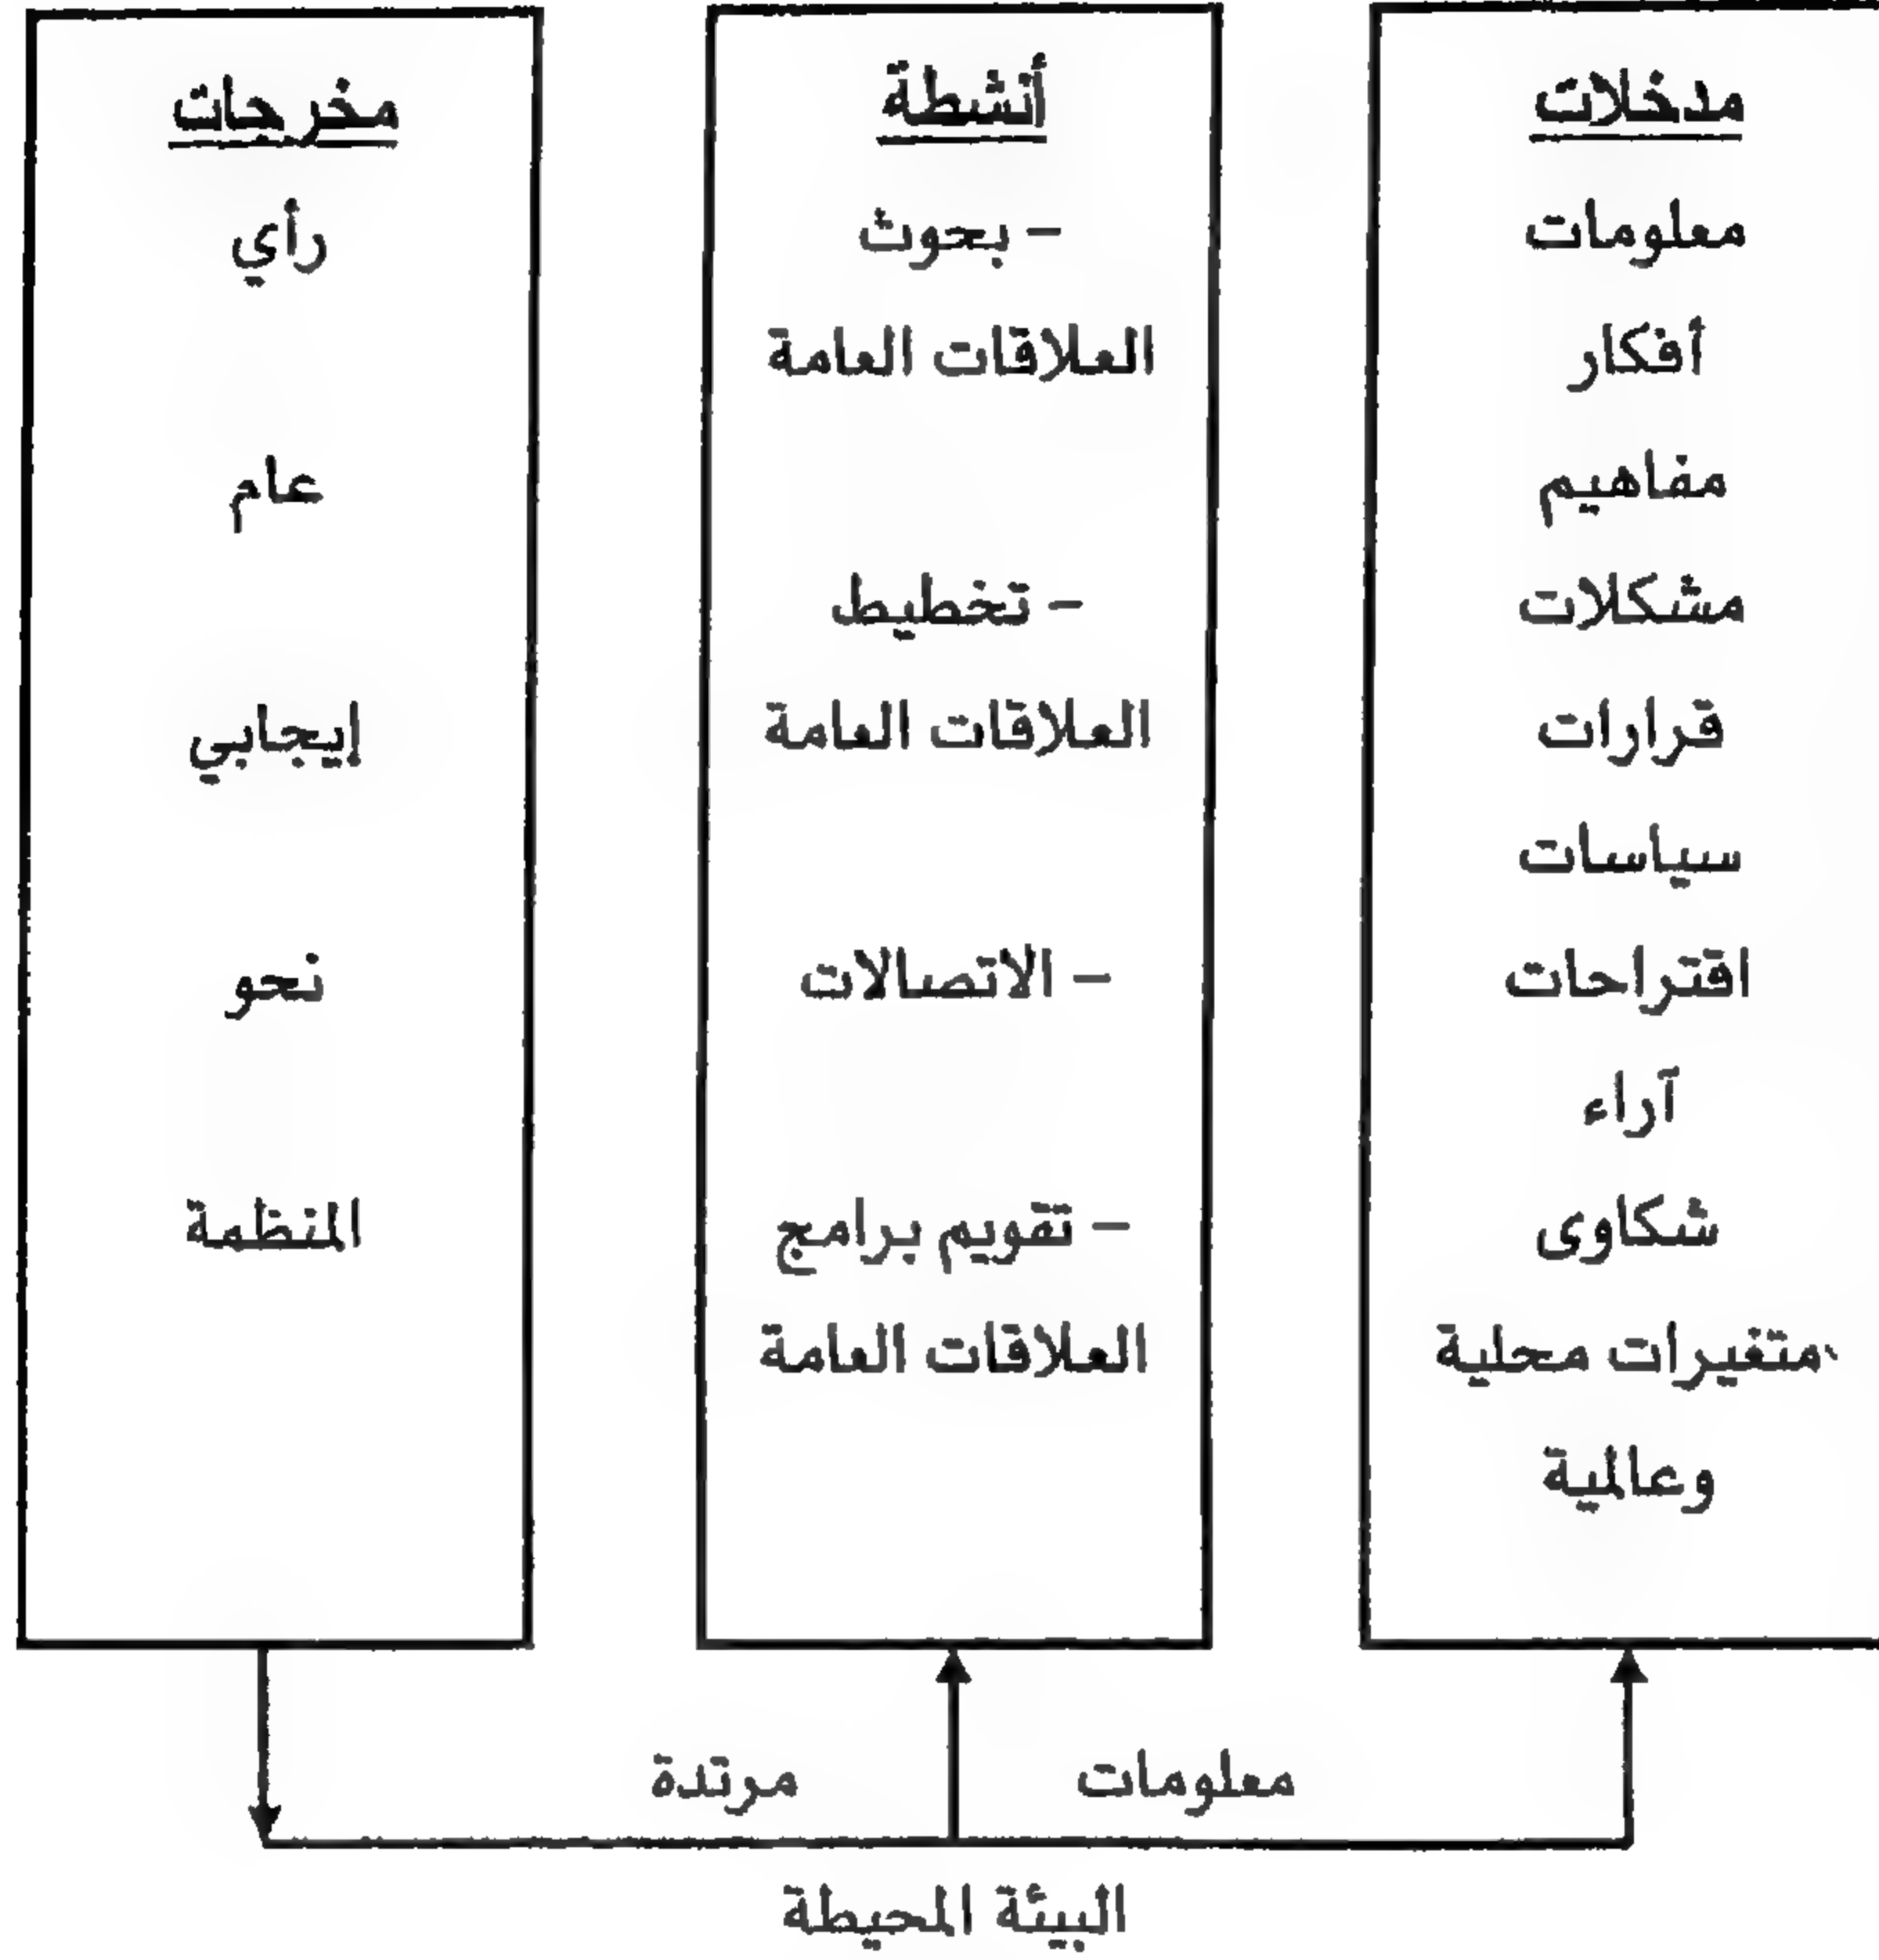 مدخلات
معلومات
أفكار
مفاهيم
مشكلات
قرارات
سياسات
اقتراحات
آراء
شكاوى
متغيرات محلية
وعالمية
أنشطة
- بحوث
العلاقات العامة
- تخطيط
العلاقات العامة
- الاتصالات
- تقويم برامج
العلاقات العامة
مخرجات
رأي
عام
إيجابي
نحو
المنظمة
معلومات مرتدة
البيئة المحيطة